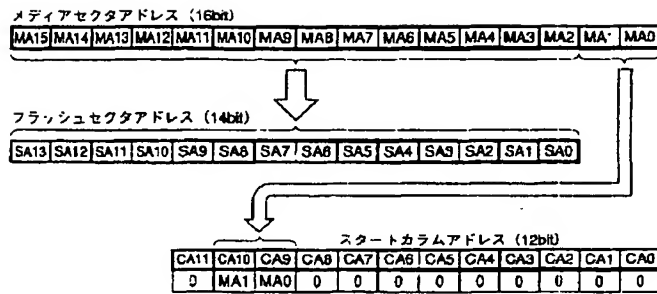 メディアセクタアドレス (16bit)
MA15 MA14 MA13 MA12 MA11 MA10 MA9 MA8 MA7 MA6 MA5 MA4 MA3 MA2 MA1 MA0
フラッシュセクタアドレス (14bit)
SA13 SA12 SA11 SA10 SA9 SA8 SA7 SA6 SA5 SA4 SA3 SA2 SA1 SA0
スタートカラムアドレス (12bit)
CA11 CA10 CA9 CA8 CA7 CA6 CA5 CA4 CA3 CA2 CA1 CA0
0 MA1 MA0 0 0 0 0 0 0 0 0 0